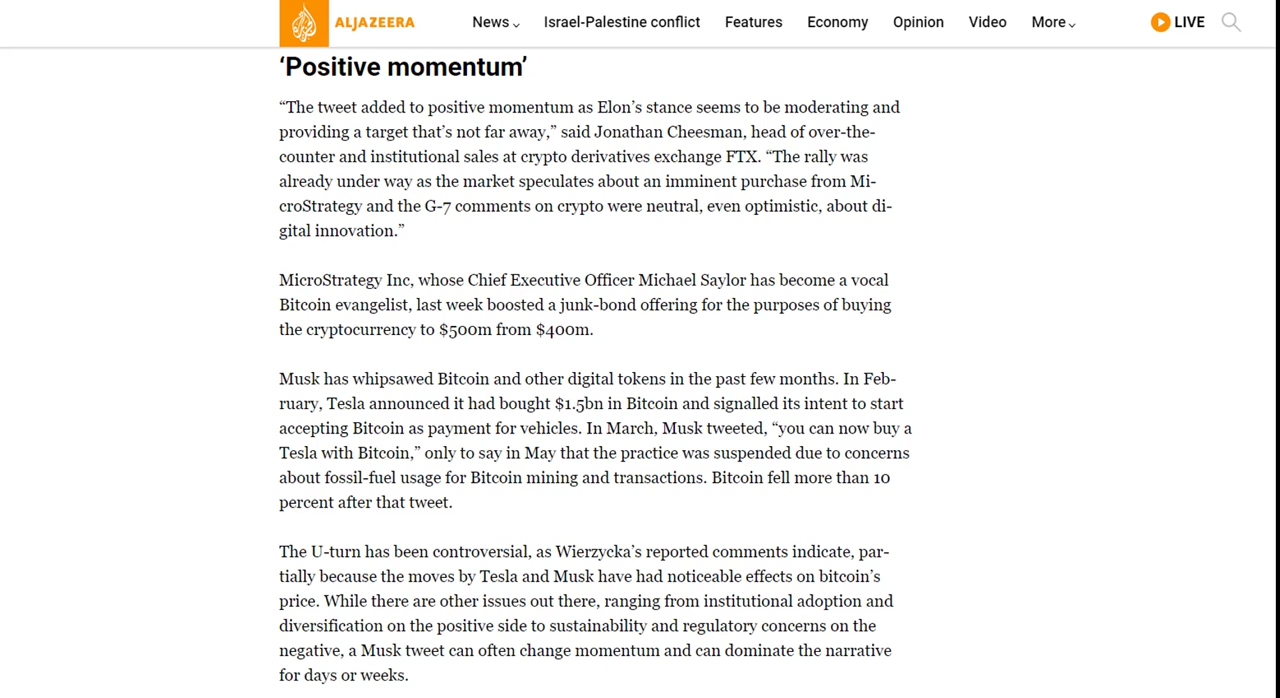 ALJAZEERA
News
Israel-Palestine conflict
Features
Economy
Opinion
Video
More
LIVE
‘Positive momentum’
“The tweet added to positive momentum as Elon’s stance seems to be moderating and
providing a target that’s not far away,” said Jonathan Cheesman, head of over-the-
counter and institutional sales at crypto derivatives exchange FTX. “The rally was
already under way as the market speculates about an imminent purchase from Mi-
croStrategy and the G-7 comments on crypto were neutral, even optimistic, about di-
gital innovation.”
MicroStrategy Inc, whose Chief Executive Officer Michael Saylor has become a vocal
Bitcoin evangelist, last week boosted a junk-bond offering for the purposes of buying
the cryptocurrency to $500m from $400m.
Musk has whipsawed Bitcoin and other digital tokens in the past few months. In Feb-
ruary, Tesla announced it had bought $1.5bn in Bitcoin and signalled its intent to start
accepting Bitcoin as payment for vehicles. In March, Musk tweeted, “you can now buy a
Tesla with Bitcoin,” only to say in May that the practice was suspended due to concerns
about fossil-fuel usage for Bitcoin mining and transactions. Bitcoin fell more than 10
percent after that tweet.
The U-turn has been controversial, as Wierzycka’s reported comments indicate, par-
tially because the moves by Tesla and Musk have had noticeable effects on bitcoin’s
price. While there are other issues out there, ranging from institutional adoption and
diversification on the positive side to sustainability and regulatory concerns on the
negative, a Musk tweet can often change momentum and can dominate the narrative
for days or weeks.